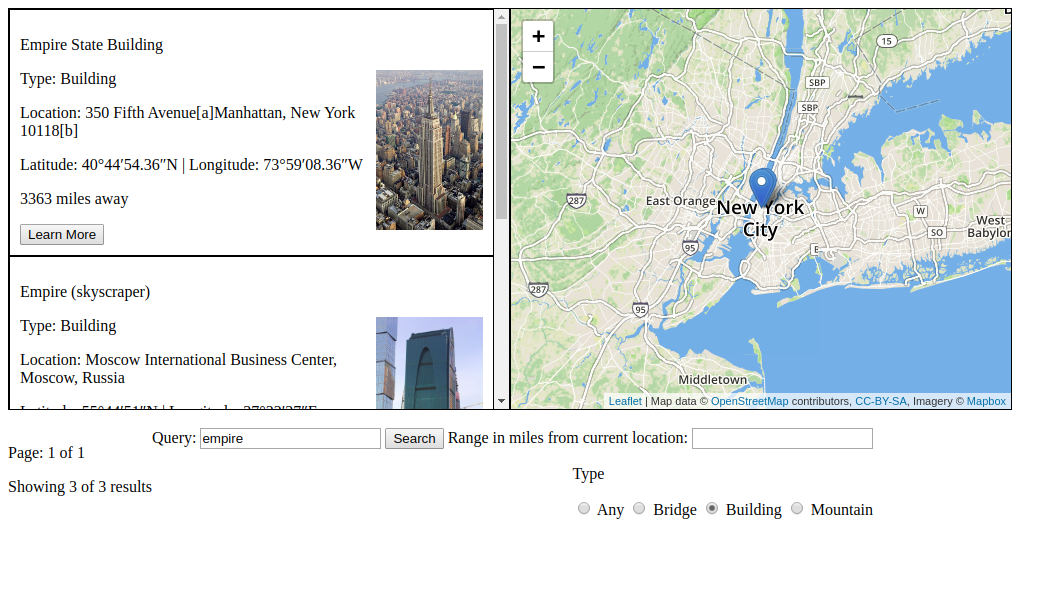 Empire State Building
Type: Building
Location: 350 Fifth Avenue[a]Manhattan, New York
10118[b]
Latitude: 40°44′54.36″N | Longitude: 73°59′08.36″W
3363 miles away
Learn More
Empire (skyscraper)
Type: Building
Location: Moscow International Business Center,
Moscow, Russia
+
−
15
SBP
SBP
287
East Orange
New York
City
W
SO
West
Babylon
95
E
287
95
Middletown
Leaflet | Map data © OpenStreetMap contributors, CC-BY-SA, Imagery © Mapbox
Query: empire Search Range in miles from current location:
Page: 1 of 1
Type
Showing 3 of 3 results
Any Bridge Building Mountain